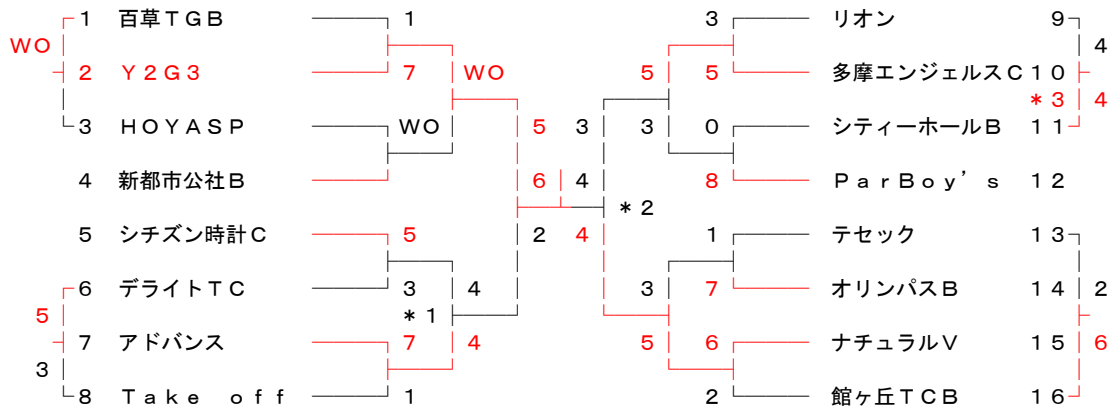 1 百草ＴＧＢ 1 3 リオン 9
WO 4
2 Ｙ２Ｇ３ 7 WO 5 5 多摩エンジェルスＣ 10
*3 4
3 ＨＯＹＡＳＰ WO 5 3 3 0 シティーホールＢ 11
4 新都市公社Ｂ 6 4 8 ＰａｒＢｏｙ’ｓ 12
*2
5 シチズン時計Ｃ 5 2 4 1 テセック 13
6 デライトＴＣ 3 4 3 7 オリンパスＢ 14 2
5 *1
7 アドバンス 7 4 5 6 ナチュラルＶ 15 6
3
8 Ｔａｋｅ ｏｆｆ 1 2 館ヶ丘ＴＣＢ 16